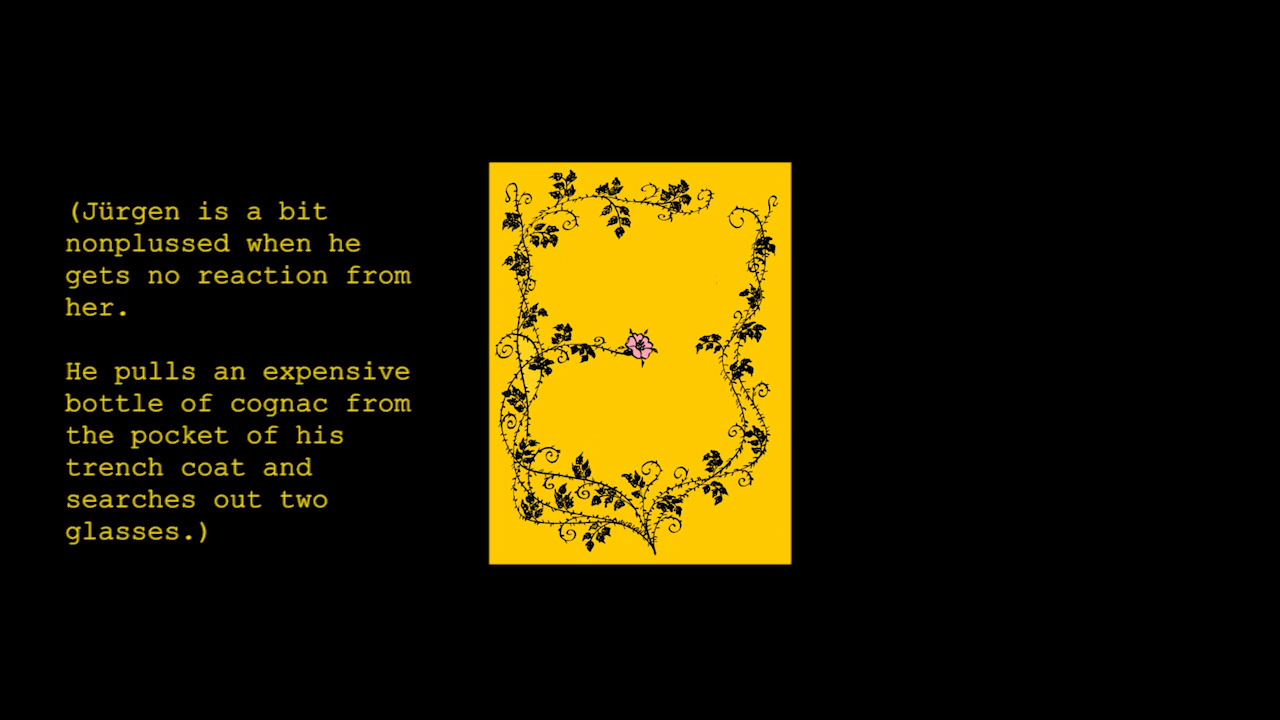 (Jürgen is a bit
nonplussed when he
gets no reaction from
her.
He pulls an expensive
bottle of cognac from
the pocket of his
trench coat and
searches out two
glasses.)